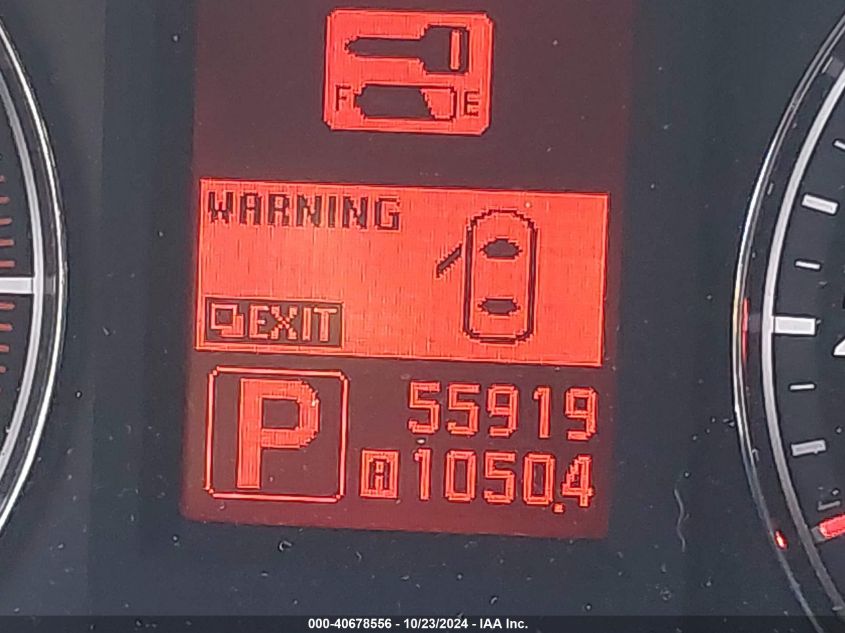 F E
WARNING
EXIT
P 55919
A 1050.4
000-40678556 - 10/23/2024 - IAA Inc.